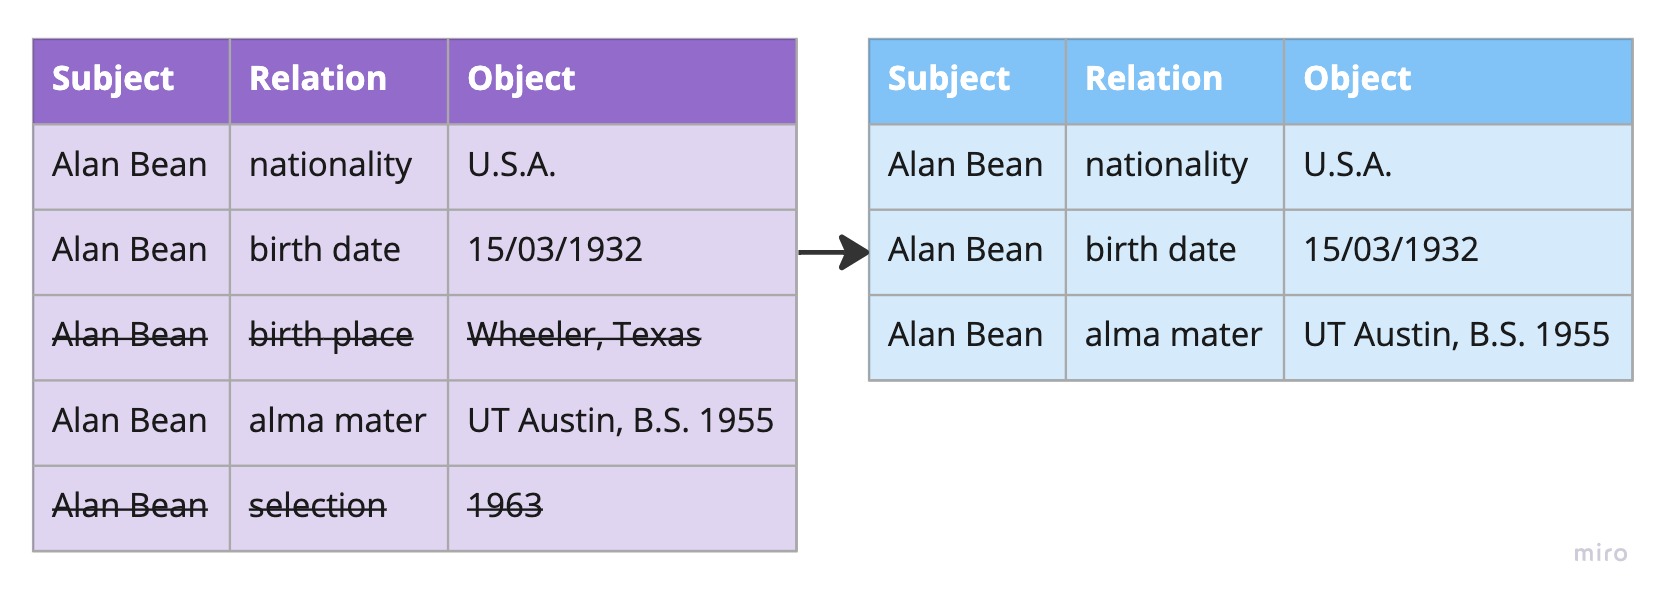 Subject Relation Object
Alan Bean nationality U.S.A.
Alan Bean birth date 15/03/1932
Alan Bean birth place Wheeler, Texas
Alan Bean alma mater UT Austin, B.S. 1955
Alan Bean selection 1963
Subject Relation Object
Alan Bean nationality U.S.A.
Alan Bean birth date 15/03/1932
Alan Bean alma mater UT Austin, B.S. 1955
miro